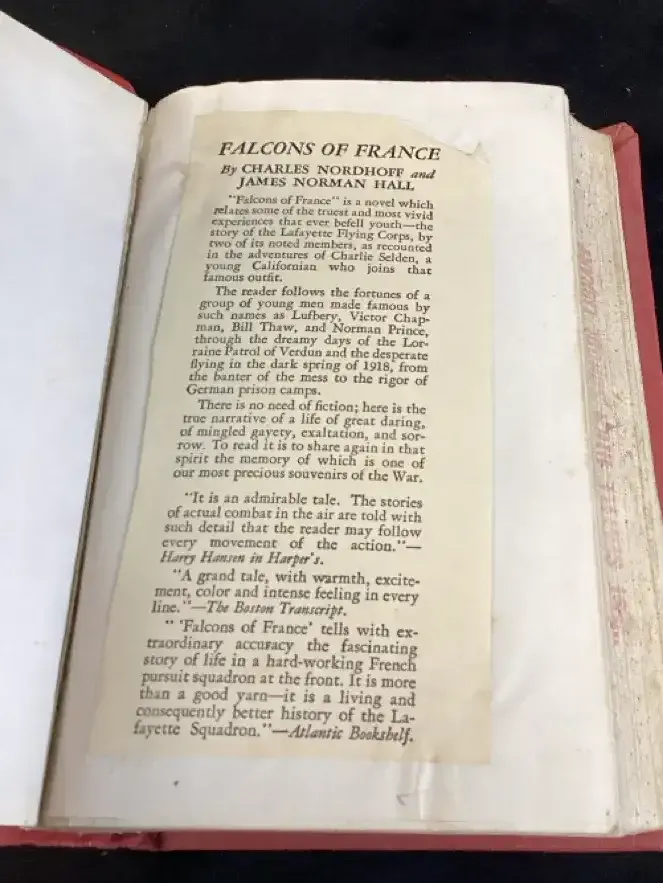 FALCONS OF FRANCE
By CHARLES NORDHOFF and
JAMES NORMAN HALL
"Falcons of France" is a novel which
relates some of the truest and most vivid
experiences that ever befell youth—the
story of the Lafayette Flying Corps, by
two of its noted members, as recounted
in the adventures of Charlie Selden, a
young Californian who joins that
famous outfit.
The reader follows the fortunes of a
group of young men made famous by
such names as Lufbery, Victor Chap-
man, Bill Thaw, and Norman Prince,
through the dreamy days of the Lor-
raine Patrol of Verdun and the desperate
flying in the dark spring of 1918, from
the banter of the mess to the rigor of
German prison camps.
There is no need of fiction; here is the
true narrative of a life of great daring,
of mingled gayety, exaltation, and sor-
row. To read it is to share again in that
spirit the memory of which is one of
our most precious souvenirs of the War.
"It is an admirable tale. The stories
of actual combat in the air are told with
such detail that the reader may follow
every movement of the action."—
Harry Hansen in Harper's.
"A grand tale, with warmth, excite-
ment, color and intense feeling in every
line."—The Boston Transcript.
" 'Falcons of France' tells with ex-
traordinary accuracy the fascinating
story of life in a hard-working French
pursuit squadron at the front. It is more
than a good yarn—it is a living and
consequently better history of the La-
fayette Squadron."—Atlantic Bookshelf.